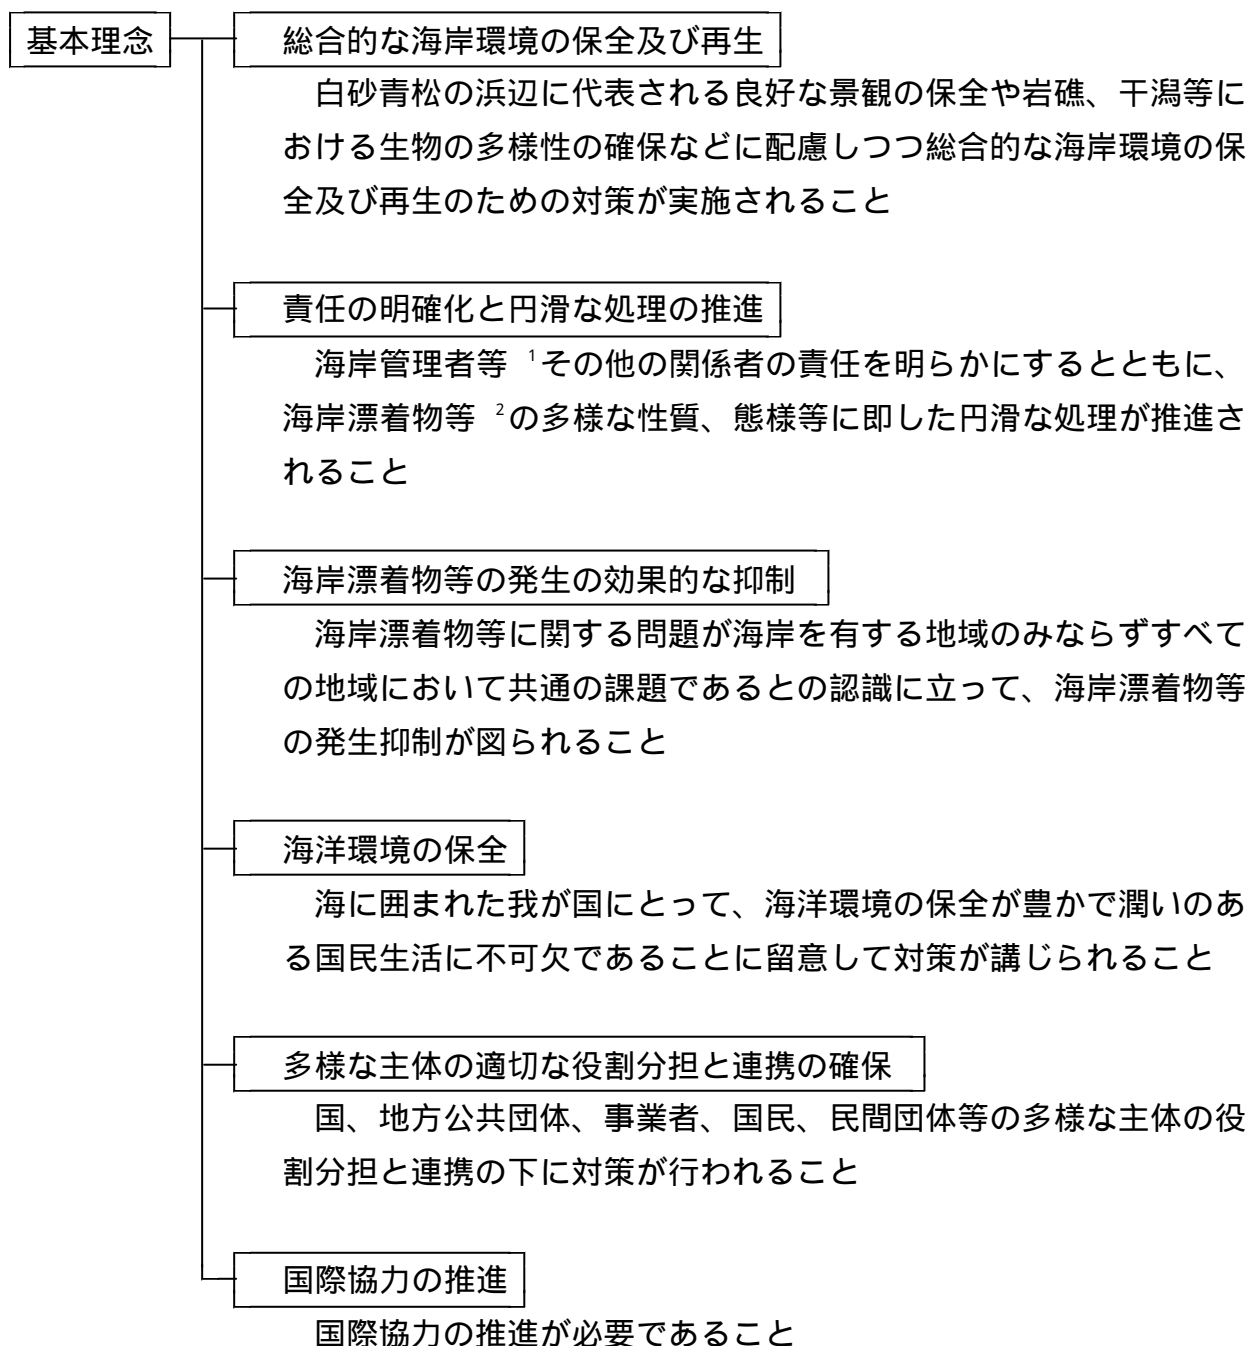 基本理念
総合的な海岸環境の保全及び再生
白砂青松の浜辺に代表される良好な景観の保全や岩礁、干潟等に
おける生物の多様性の確保などに配慮しつつ総合的な海岸環境の保
全及び再生のための対策が実施されること
責任の明確化と円滑な処理の推進
海岸管理者等 1その他の関係者の責任を明らかにするとともに、
海岸漂着物等 2の多様な性質、態様等に即した円滑な処理が推進さ
れること
海岸漂着物等の発生の効果的な抑制
海岸漂着物等に関する問題が海岸を有する地域のみならずすべて
の地域において共通の課題であるとの認識に立って、海岸漂着物等
の発生抑制が図られること
海洋環境の保全
海に囲まれた我が国にとって、海洋環境の保全が豊かで潤いのあ
る国民生活に不可欠であることに留意して対策が講じられること
多様な主体の適切な役割分担と連携の確保
国、地方公共団体、事業者、国民、民間団体等の多様な主体の役
割分担と連携の下に対策が行われること
国際協力の推進
国際協力の推進が必要であること